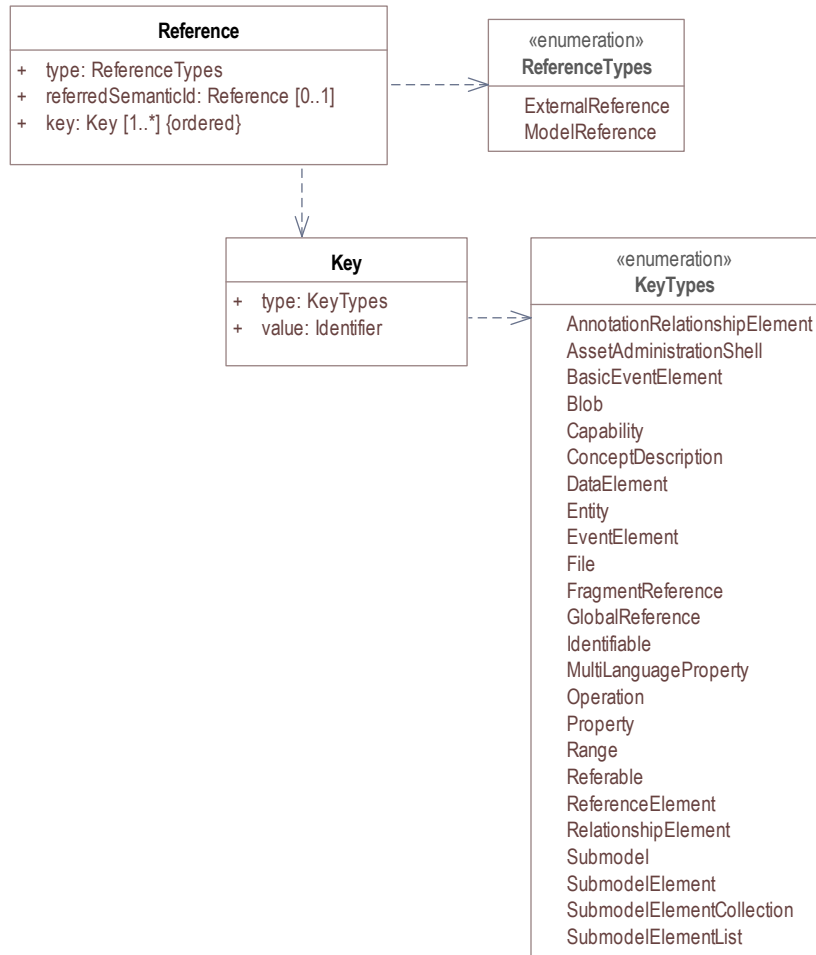 Reference
+ type: ReferenceTypes
+ referredSemanticId: Reference [0..1]
+ key: Key [1..*] {ordered}
«enumeration»
ReferenceTypes
ExternalReference
ModelReference
Key
+ type: KeyTypes
+ value: Identifier
«enumeration»
KeyTypes
AnnotationRelationshipElement
AssetAdministrationShell
BasicEventElement
Blob
Capability
ConceptDescription
DataElement
Entity
EventElement
File
FragmentReference
GlobalReference
Identifiable
MultiLanguageProperty
Operation
Property
Range
Referable
ReferenceElement
RelationshipElement
Submodel
SubmodelElement
SubmodelElementCollection
SubmodelElementList